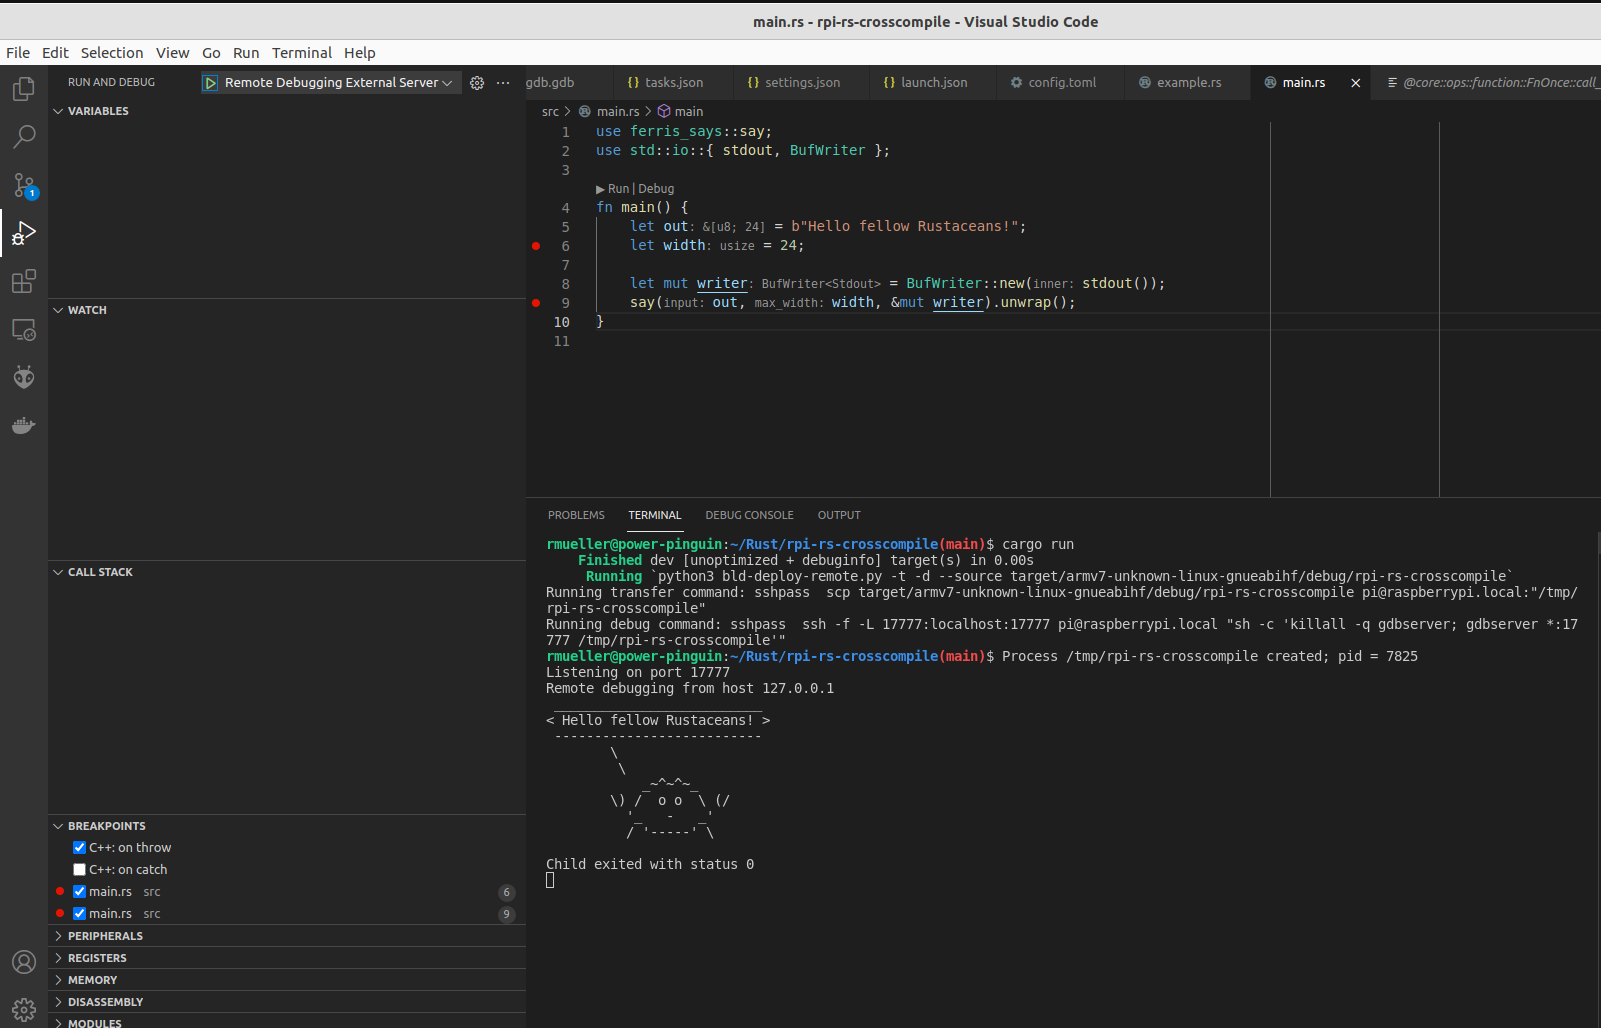 main.rs - rpi-rs-crosscompile - Visual Studio Code
File Edit Selection View Go Run Terminal Help
RUN AND DEBUG Remote Debugging External Server
gdb.gdb {} tasks.json {} settings.json {} launch.json config.toml example.rs main.rs @core::ops::function::FnOnce::call_
VARIABLES
WATCH
CALL STACK
BREAKPOINTS
C++: on throw
C++: on catch
main.rs src 6
main.rs src 9
PERIPHERALS
REGISTERS
MEMORY
DISASSEMBLY
MODULES
1
src > main.rs > main
1 use ferris_says::say;
2 use std::io::{ stdout, BufWriter };
3
Run | Debug
4 fn main() {
5 let out: &[u8; 24] = b"Hello fellow Rustaceans!";
6 let width: usize = 24;
7
8 let mut writer: BufWriter<Stdout> = BufWriter::new(inner: stdout());
9 say(input: out, max_width: width, &mut writer).unwrap();
10 }
11
PROBLEMS TERMINAL DEBUG CONSOLE OUTPUT
rmueller@power-pinguin:~/Rust/rpi-rs-crosscompile(main)$ cargo run
Finished dev [unoptimized + debuginfo] target(s) in 0.00s
Running `python3 bld-deploy-remote.py -t -d --source target/armv7-unknown-linux-gnueabihf/debug/rpi-rs-crosscompile`
Running transfer command: sshpass  scp target/armv7-unknown-linux-gnueabihf/debug/rpi-rs-crosscompile pi@raspberrypi.local:"/tmp/
rpi-rs-crosscompile"
Running debug command: sshpass  ssh -f -L 17777:localhost:17777 pi@raspberrypi.local "sh -c 'killall -q gdbserver; gdbserver *:17
777 /tmp/rpi-rs-crosscompile'"
rmueller@power-pinguin:~/Rust/rpi-rs-crosscompile(main)$ Process /tmp/rpi-rs-crosscompile created; pid = 7825
Listening on port 17777
Remote debugging from host 127.0.0.1
 __________________________
< Hello fellow Rustaceans! >
 --------------------------
        \
         \
            _~^~^~_
        \) /  o o  \ (/
          '_   -   _'
          / '-----' \

Child exited with status 0